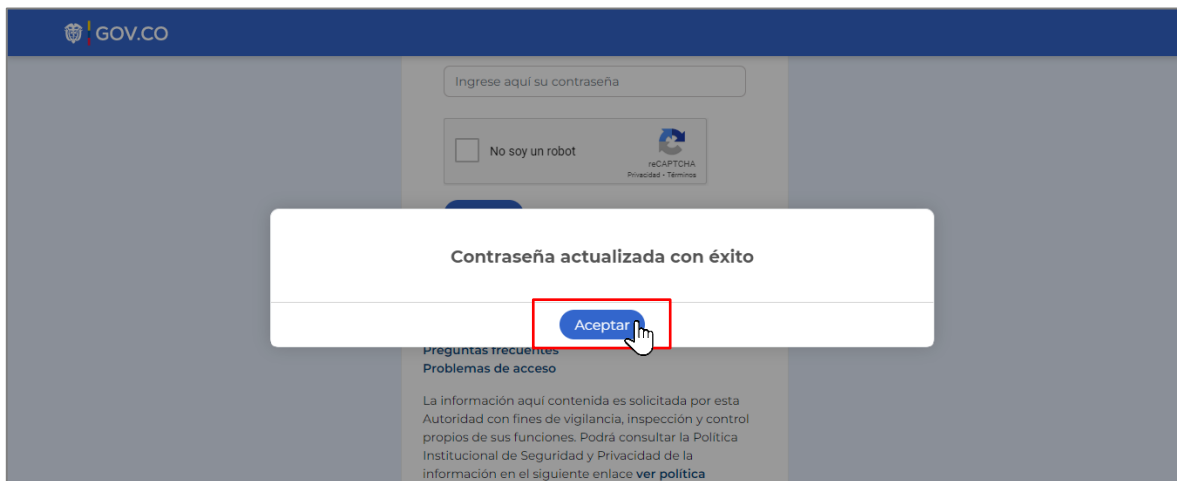 GOV.CO
Ingrese aquí su contraseña
No soy un robot
reCAPTCHA
Privacidad - Términos
Contraseña actualizada con éxito
Aceptar
Preguntas frecuentes
Problemas de acceso
La información aquí contenida es solicitada por esta
Autoridad con fines de vigilancia, inspección y control
propios de sus funciones. Podrá consultar la Política
Institucional de Seguridad y Privacidad de la
información en el siguiente enlace ver política